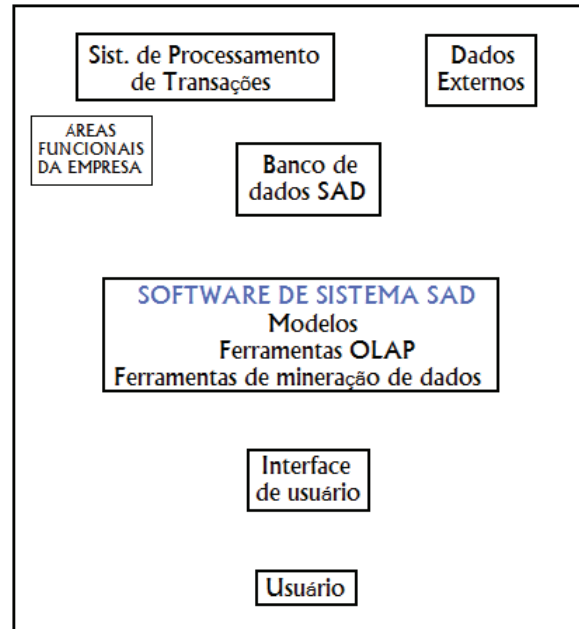 Sist. de Processamento
de Transações
Dados
Externos
ÁREAS
FUNCIONAIS
DA EMPRESA
Banco de
dados SAD
SOFTWARE DE SISTEMA SAD
Modelos
Ferramentas OLAP
Ferramentas de mineração de dados
Interface
de usuário
Usuário